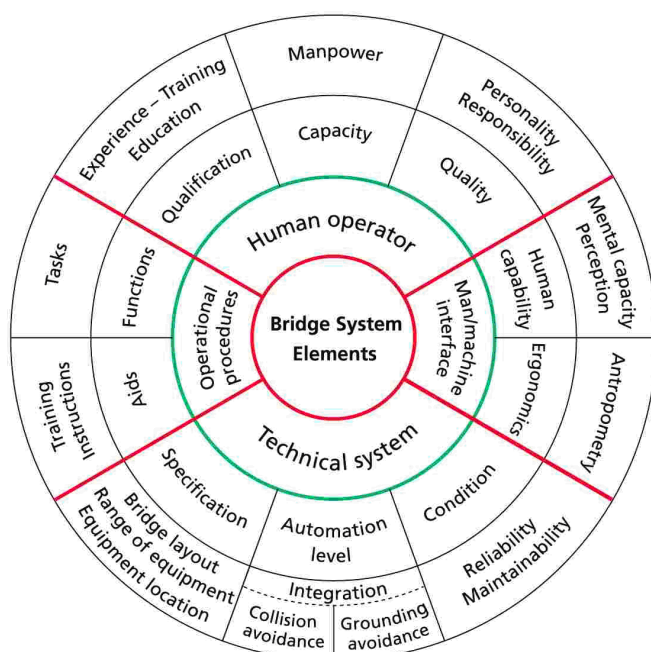 Manpower
Experience – Training
Education
Personality
Responsibility
Capacity
Qualification
Quality
Human operator
Tasks
Functions
Operational
procedures
Bridge System
Elements
Man/machine
interface
Human
capability
Mental capacity
Perception
Training
Instructions
Aids
Ergonomics
Antropometry
Technical system
Specification
Automation
level
Condition
Bridge layout
Range of equipment
Equipment location
Integration
Collision
avoidance
Grounding
avoidance
Reliability
Maintainability